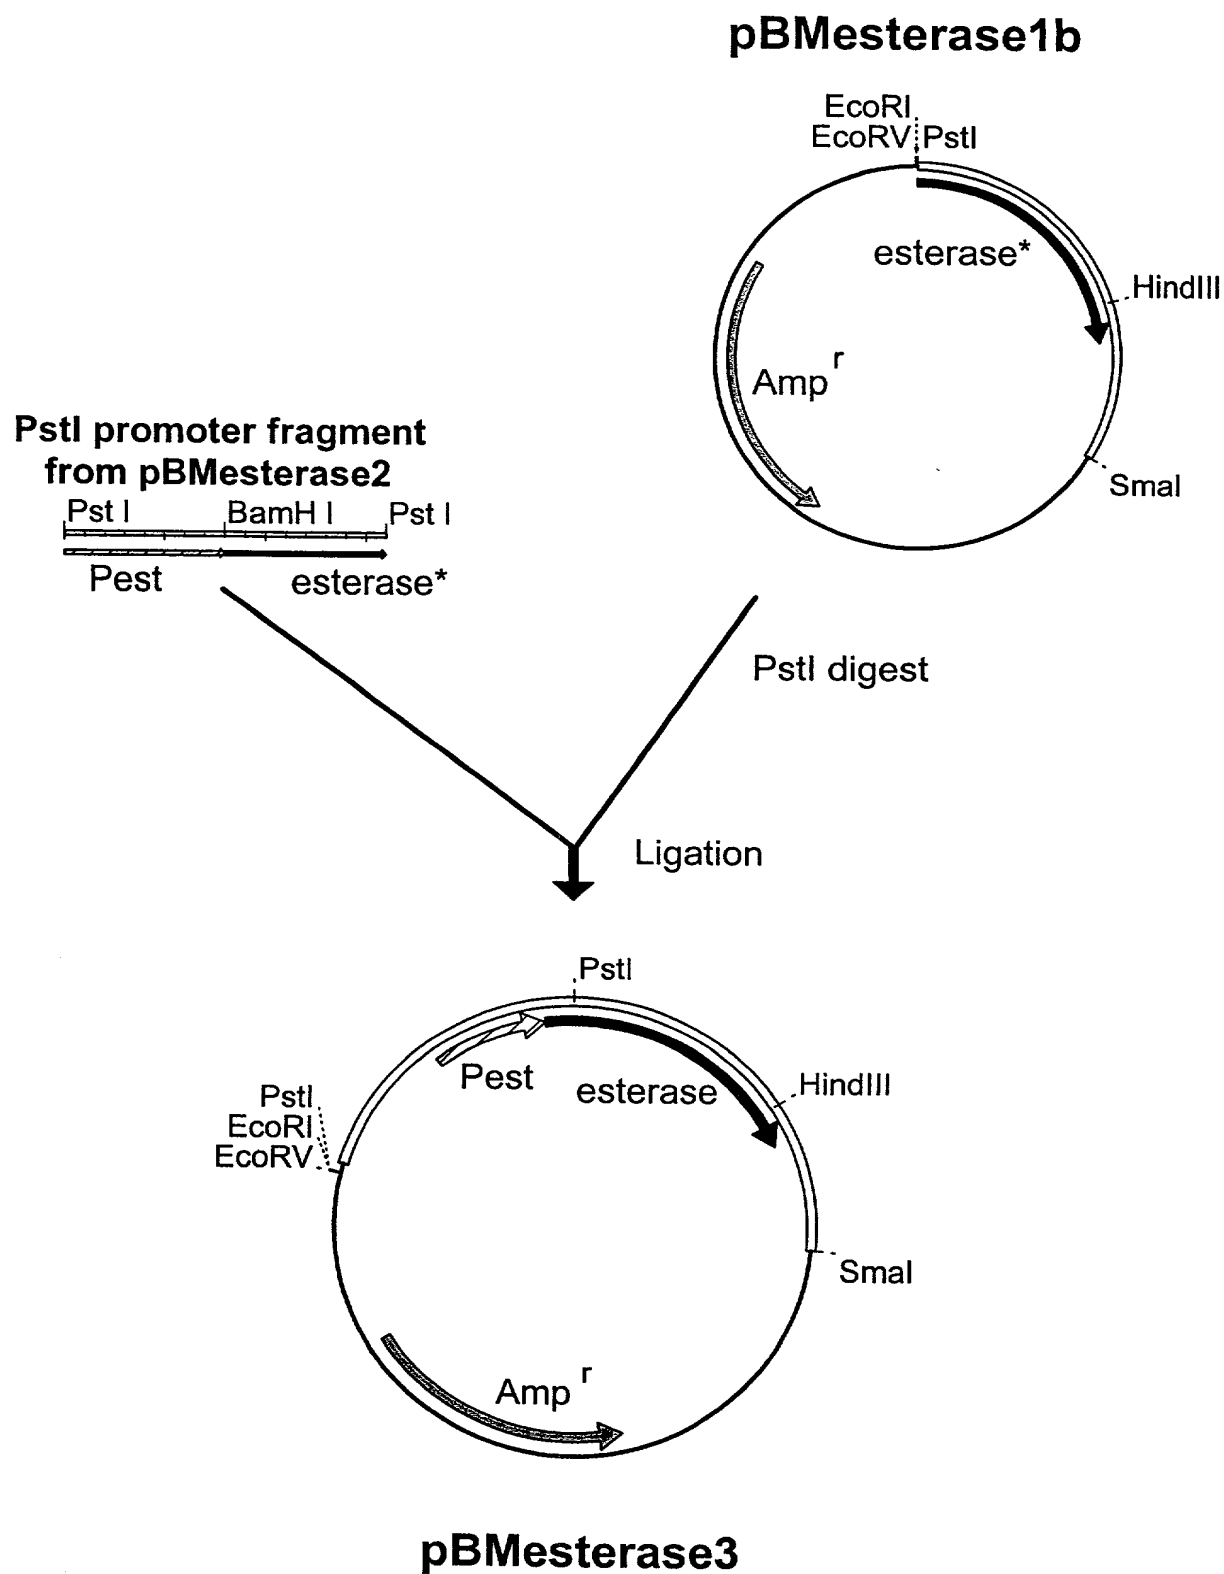 pBMesterase1b
EcoRI
EcoRV PstI
esterase*
HindIII
Amp r
SmaI
PstI promoter fragment
from pBMesterase2
Pst I BamH I Pst I
Pest esterase*
PstI digest
Ligation
PstI
Pest esterase
HindIII
PstI
EcoRI
EcoRV
SmaI
Amp r
pBMesterase3